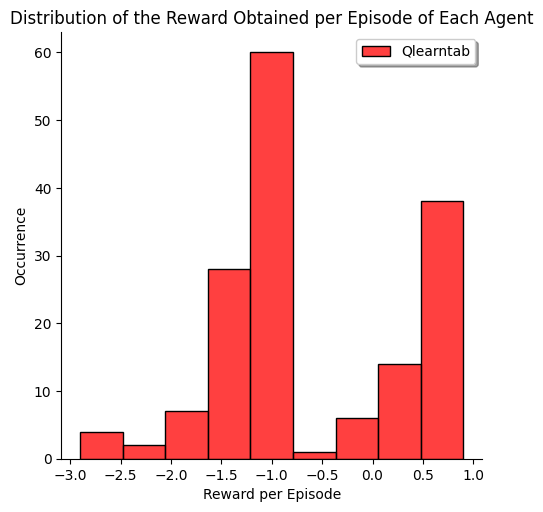 Distribution of the Reward Obtained per Episode of Each Agent
Qlearntab
60
50
40
30
20
10
0
Occurrence
−3.0 −2.5 −2.0 −1.5 −1.0 −0.5 0.0 0.5 1.0
Reward per Episode